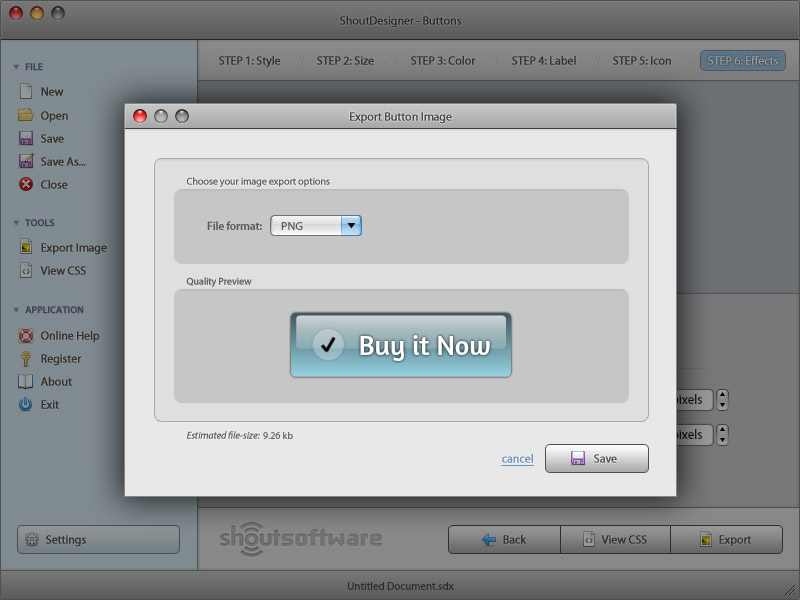 ShoutDesigner - Buttons
FILE
New
Open
Save
Save As...
Close
TOOLS
Export Image
View CSS
APPLICATION
Online Help
Register
About
Exit
Settings
STEP 1: Style
STEP 2: Size
STEP 3: Color
STEP 4: Label
STEP 5: Icon
STEP 6: Effects
Export Button Image
Choose your image export options
File format: PNG
Quality Preview
Buy it Now
Estimated file-size: 9.26 kb
cancel
Save
ixels
ixels
shoutsoftware
Back
View CSS
Export
Untitled Document.sdx